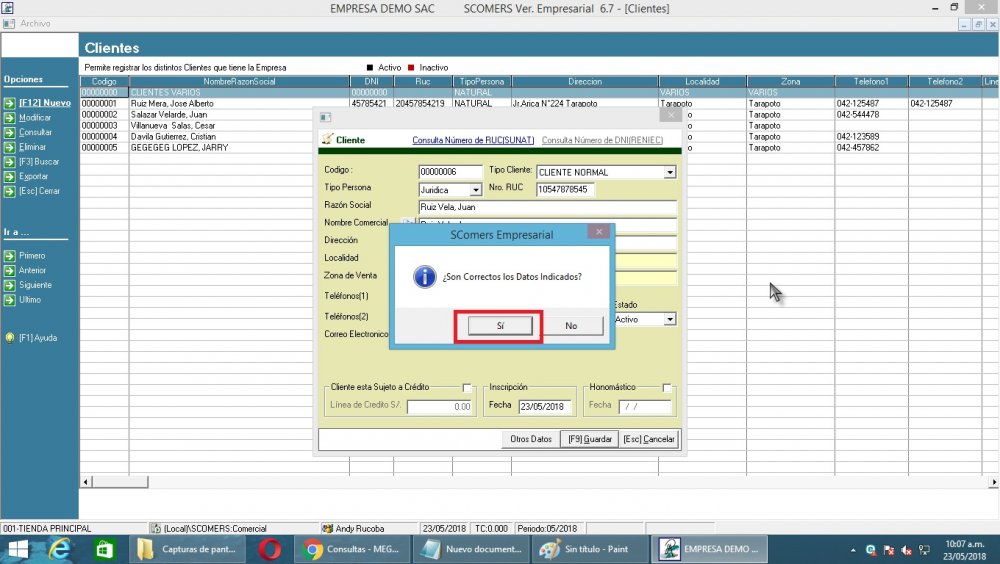 EMPRESA DEMO SAC SCOMERS Ver. Empresarial 6.7 - [Clientes]
Archivo
Clientes
Permite registrar los distintos Clientes que tiene la Empresa Activo Inactivo
Opciones
[F12] Nuevo
Modificar
Consultar
Eliminar
[F3] Buscar
Exportar
[Esc] Cerrar
Ir a ...
Primero
Anterior
Siguiente
Ultimo
[F1] Ayuda
Codigo NombreRazonSocial DNI Ruc TipoPersona Direccion Localidad Zona Telefono1 Telefono2 Line
00000000 CLIENTES VARIOS 00000000 NATURAL VARIOS VARIOS
00000001 Ruiz Mera, Jose Alberto 45785421 20457854219 NATURAL Jr.Arica N°224 Tarapoto Tarapoto Tarapoto 042-125487 042-125487
00000002 Salazar Velarde, Juan o Tarapoto 042-544478
00000003 Villanueva Salas, Cesar o Tarapoto
00000004 Davila Gutierrez, Cristian o Tarapoto 042-123589
00000005 GEGEGEG LOPEZ, JARRY o Tarapoto 042-457862
Cliente Consulta Número de RUC(SUNAT) Consulta Número de DNI(RENIEC)
Codigo : 00000006 Tipo Cliente: CLIENTE NORMAL
Tipo Persona Juridica Nro. RUC 10547878545
Razón Social Ruiz Vela, Juan
Nombre Comercial
Dirección
Localidad
Zona de Venta
Teléfonos(1)
Teléfonos(2)
Correo Electronico
Estado
Activo
SComers Empresarial
¿Son Correctos los Datos Indicados?
Sí No
Cliente esta Sujeto a Crédito Inscripción Honomástico
Línea de Credito S/. 0.00 Fecha 23/05/2018 Fecha / /
Otros Datos [F9] Guardar [Esc] Cancelar
001-TIENDA PRINCIPAL (Local)\SCOMERS:Comercial Andy Rucoba 23/05/2018 TC:0.000 Periodo:05/2018
Capturas de pant... Consultas - MEG... Nuevo document... Sin título - Paint EMPRESA DEMO ...
10:07 a.m.
23/05/2018